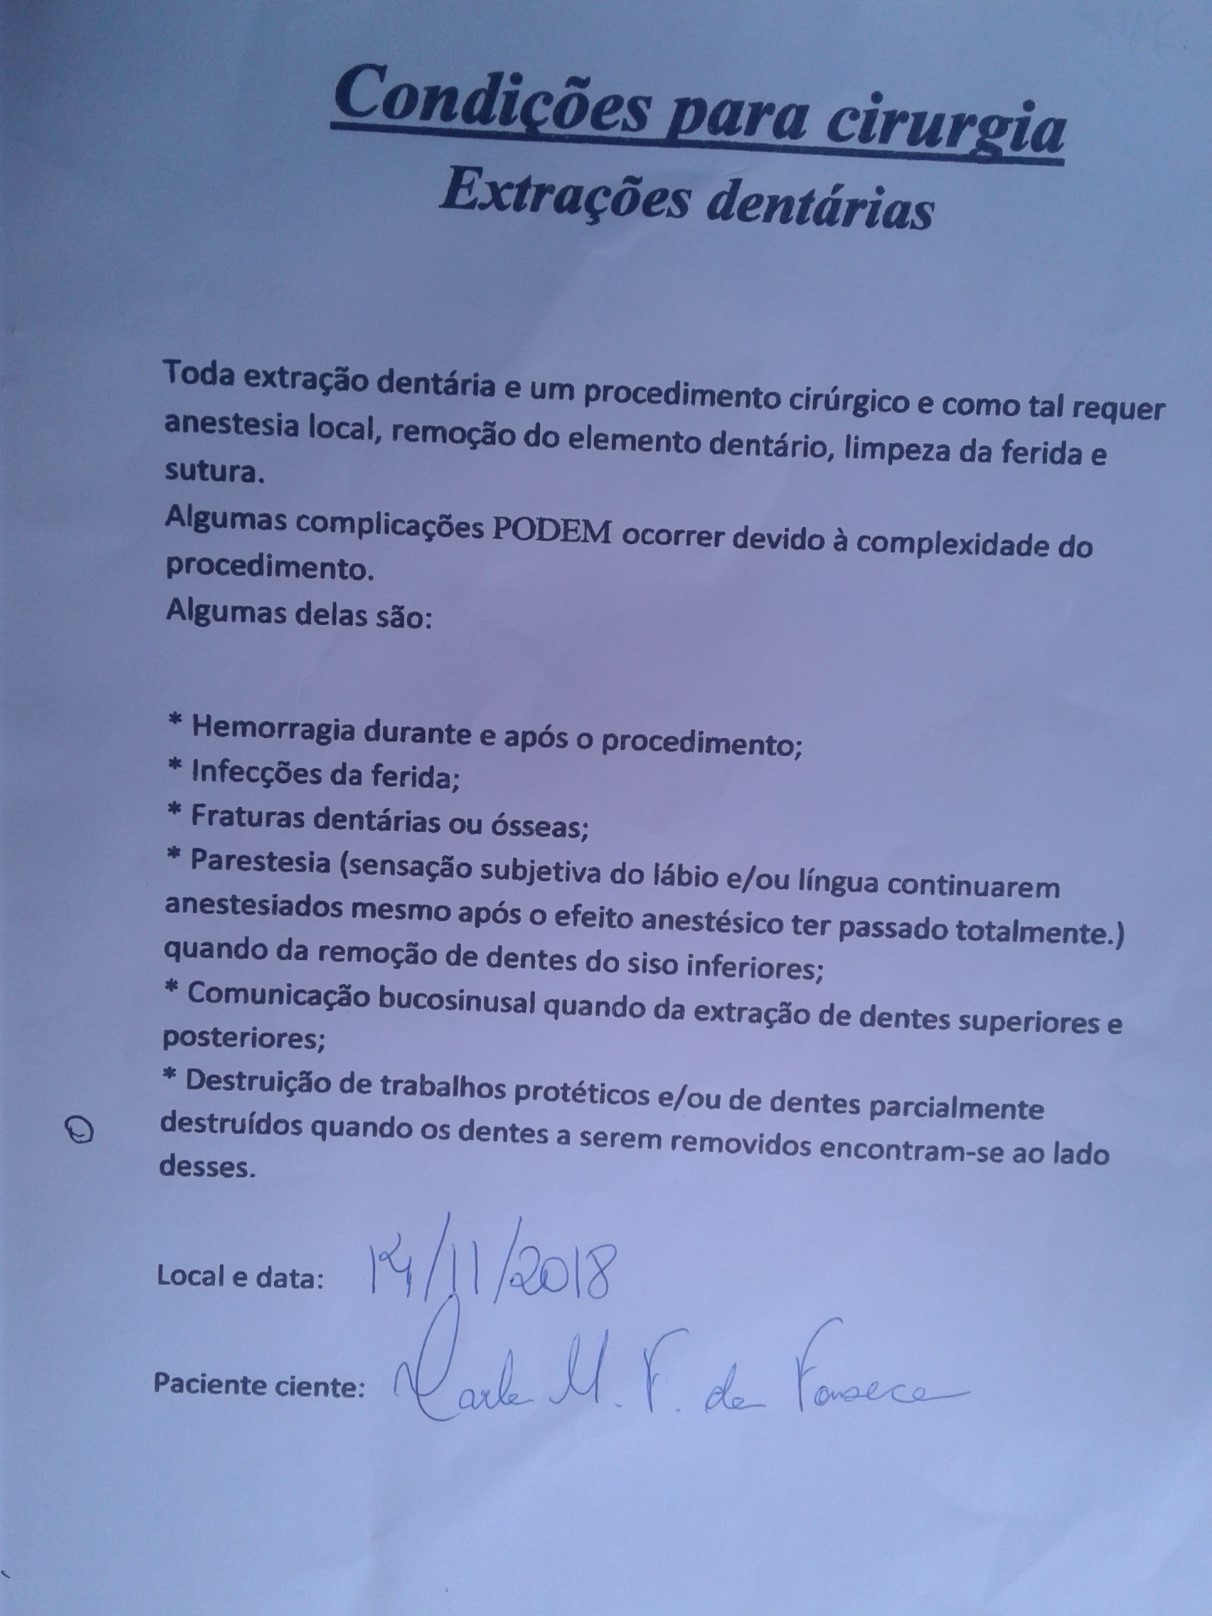 Condições para cirurgia
Extrações dentárias
Toda extração dentária e um procedimento cirúrgico e como tal requer
anestesia local, remoção do elemento dentário, limpeza da ferida e
sutura.
Algumas complicações PODEM ocorrer devido à complexidade do
procedimento.
Algumas delas são:
* Hemorragia durante e após o procedimento;
* Infecções da ferida;
* Fraturas dentárias ou ósseas;
* Parestesia (sensação subjetiva do lábio e/ou língua continuarem
anestesiados mesmo após o efeito anestésico ter passado totalmente.)
quando da remoção de dentes do siso inferiores;
* Comunicação bucosinusal quando da extração de dentes superiores e
posteriores;
* Destruição de trabalhos protéticos e/ou de dentes parcialmente
destruídos quando os dentes a serem removidos encontram-se ao lado
desses.
Local e data: 14/11/2018
Paciente ciente: Carla M. F. da Fonseca